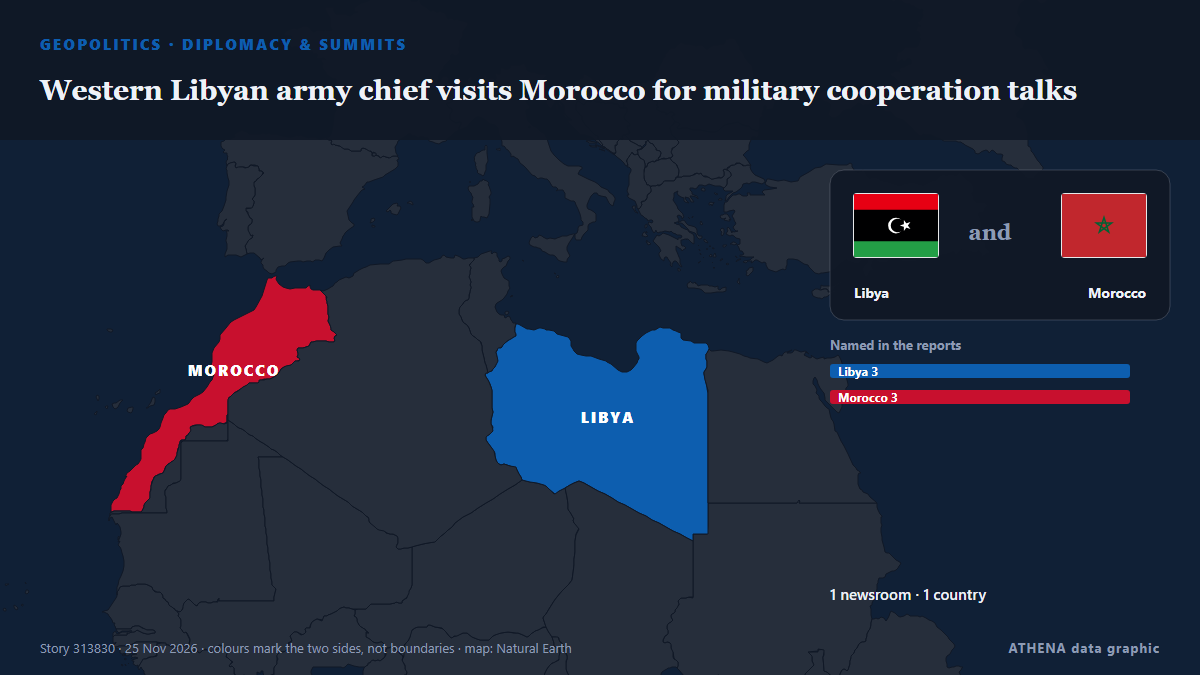 GEOPOLITICS · DIPLOMACY & SUMMITS
Western Libyan army chief visits Morocco for military cooperation talks
and
Libya
Morocco
Named in the reports
Libya 3
Morocco 3
MOROCCO
LIBYA
1 newsroom · 1 country
Story 313830 · 25 Nov 2026 · colours mark the two sides, not boundaries · map: Natural Earth
ATHENA data graphic